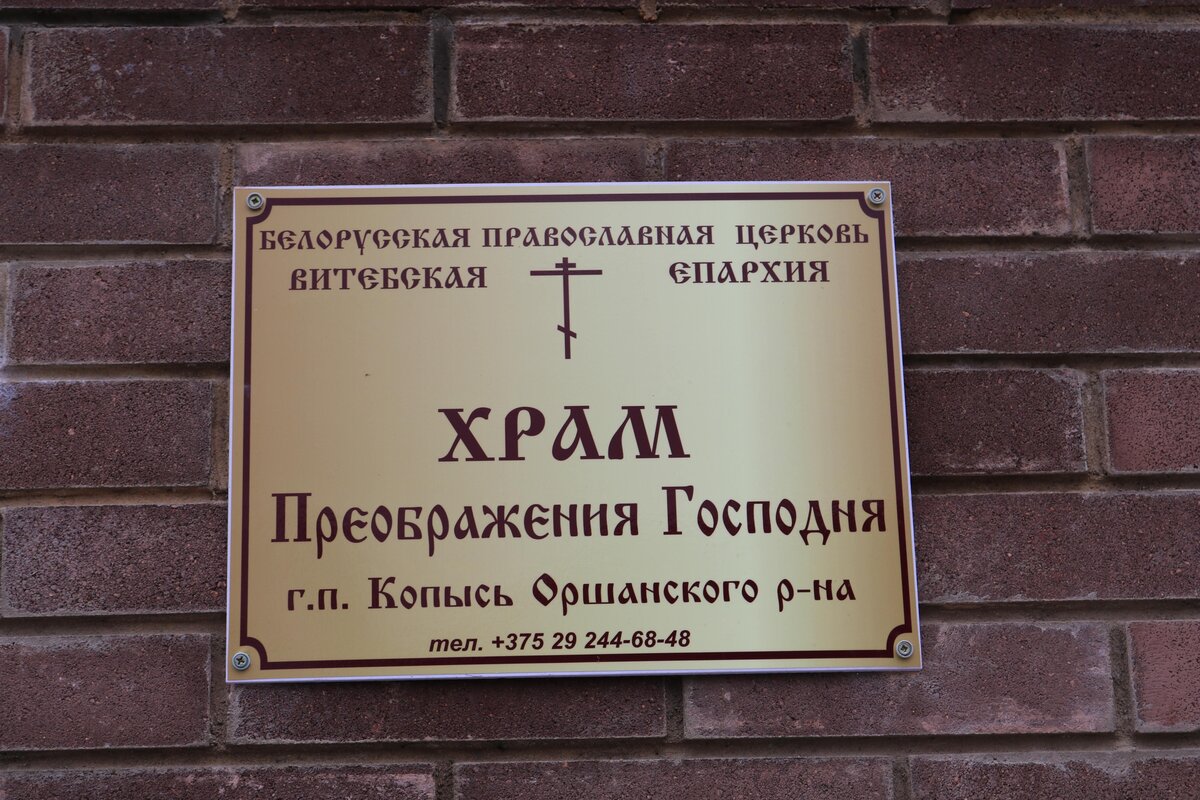 БЕЛОРУССКАЯ ПРАВОСЛАВНАЯ ЦЕРКОВЬ
ВИТЕБСКАЯ ЕПАРХИЯ
ХРАМ
Преображения Господня
г.п. Копысь Оршанского р-на
тел. +375 29 244-68-48